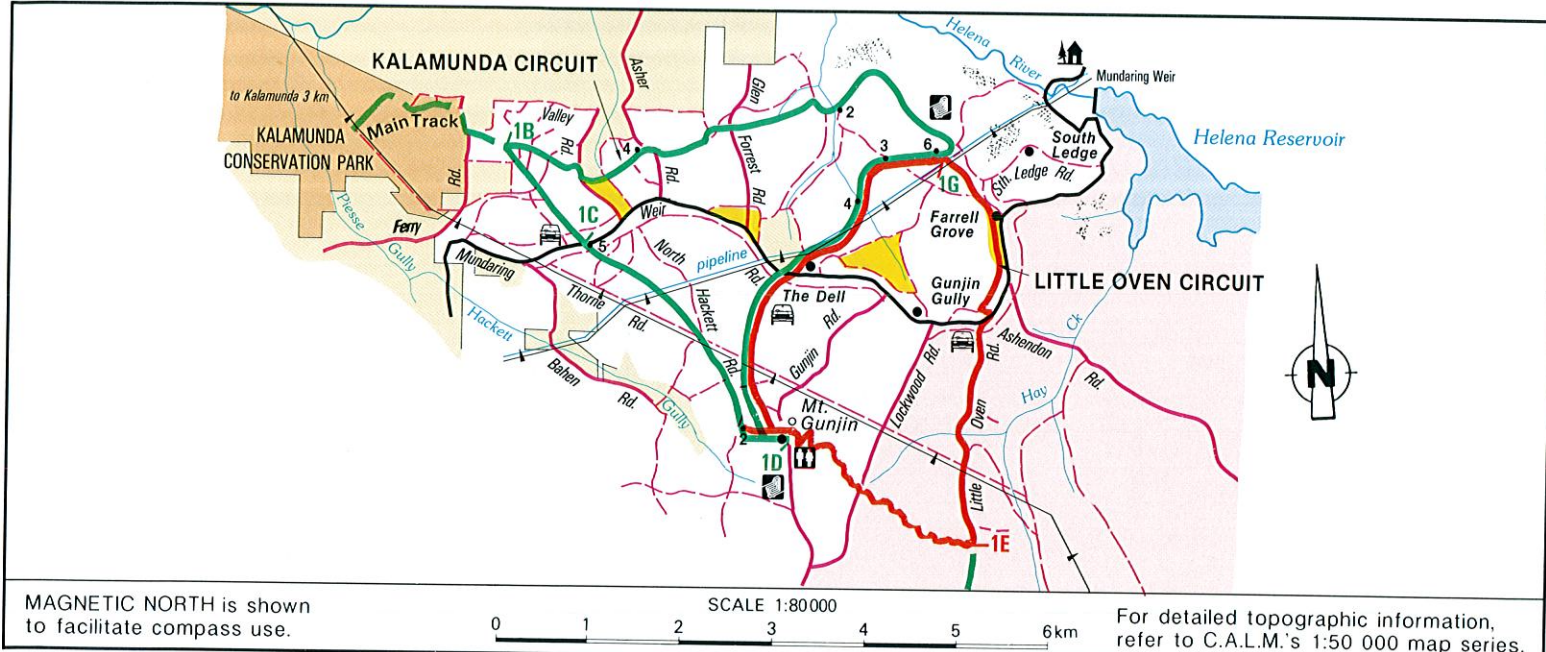 KALAMUNDA CIRCUIT
to Kalamunda 3 km
Main Track
KALAMUNDA
CONSERVATION PARK
Rd.
Piesse
Gully
Ferry
1B
Valley
Rd.
Asher
4
Rd.
Glen
Forrest
Rd
2
3
6
4
1G
Helena
River
Mundaring Weir
Helena Reservoir
South
Ledge
Sth. Ledge Rd.
Farrell
Grove
LITTLE OVEN CIRCUIT
1C
Weir
5
Mundaring
North
pipeline
Rd.
Thorne
Rd.
Hackett
Rd.
The Dell
Gunjin
Gully
Gunjin
Rd.
Hackett
Gully
Bahen
Rd.
Mt.
Gunjin
2
1D
Lockwood Rd.
Little
Oven
Rd.
Ashendon
Rd.
Hay
Ck
1E
N
MAGNETIC NORTH is shown
to facilitate compass use.
SCALE 1:80000
0 1 2 3 4 5 6km
For detailed topographic information,
refer to C.A.L.M.'s 1:50 000 map series.